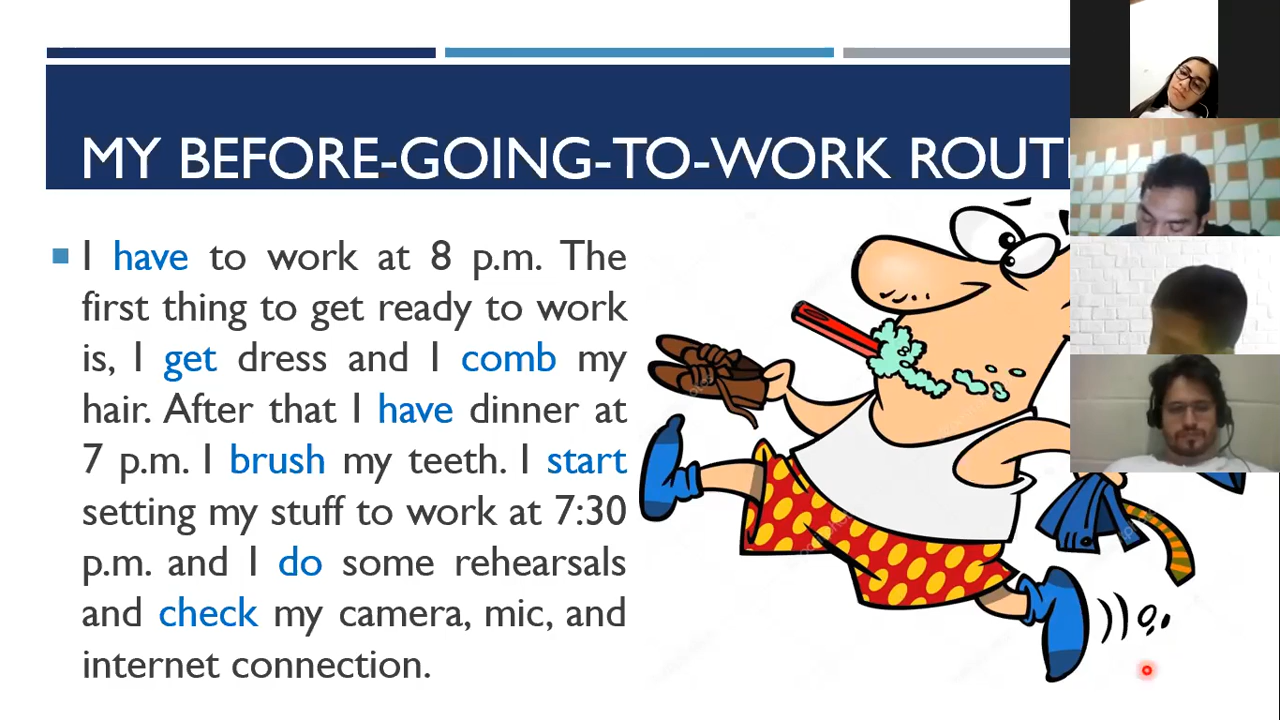 MY BEFORE-GOING-TO-WORK ROUT
I have to work at 8 p.m. The
first thing to get ready to work
is, I get dress and I comb my
hair. After that I have dinner at
7 p.m. I brush my teeth. I start
setting my stuff to work at 7:30
p.m. and I do some rehearsals
and check my camera, mic, and
internet connection.